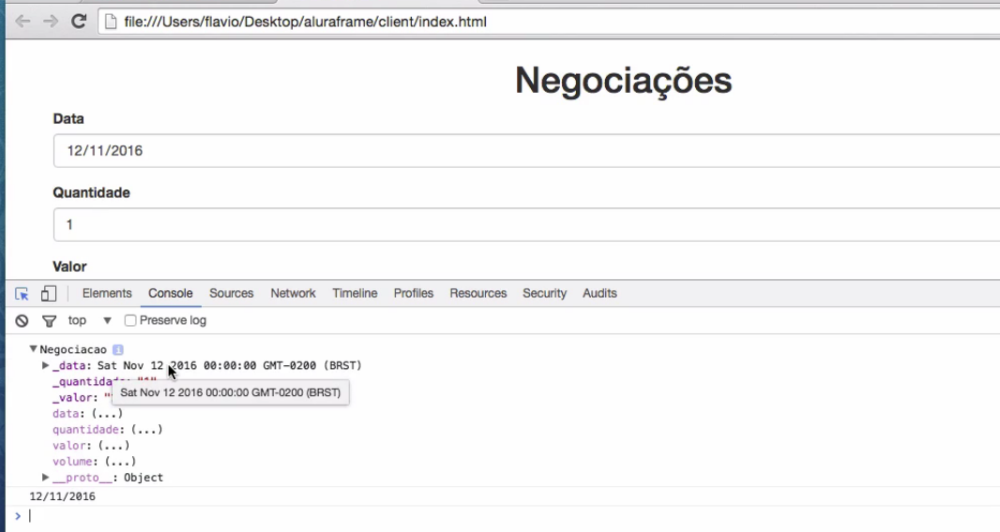 file:///Users/flavio/Desktop/aluraframe/client/index.html
Negociações
Data
12/11/2016
Quantidade
1
Valor
Elements Console Sources Network Timeline Profiles Resources Security Audits
top Preserve log
Negociacao i
_data: Sat Nov 12 2016 00:00:00 GMT-0200 (BRST)
_quantidade: "1"
Sat Nov 12 2016 00:00:00 GMT-0200 (BRST)
_valor: "
data: (...)
quantidade: (...)
valor: (...)
volume: (...)
__proto__: Object
12/11/2016
>